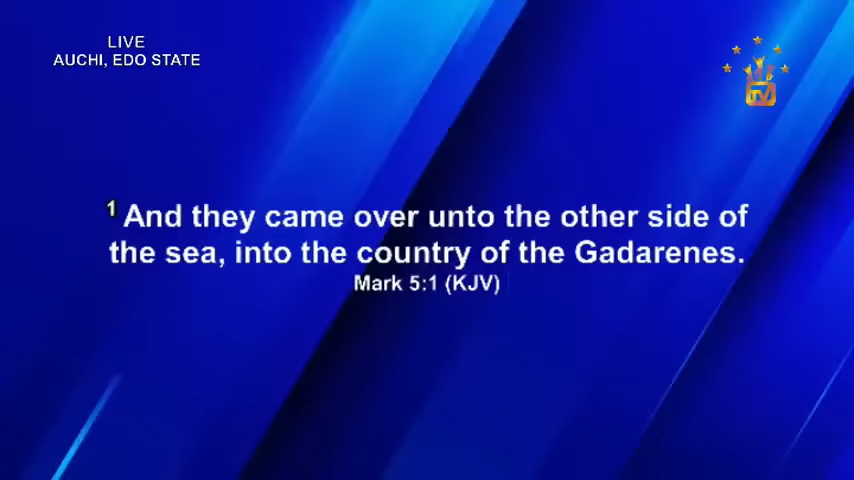 LIVE
AUCHI, EDO STATE
TV
1 And they came over unto the other side of
the sea, into the country of the Gadarenes.
Mark 5:1 (KJV)